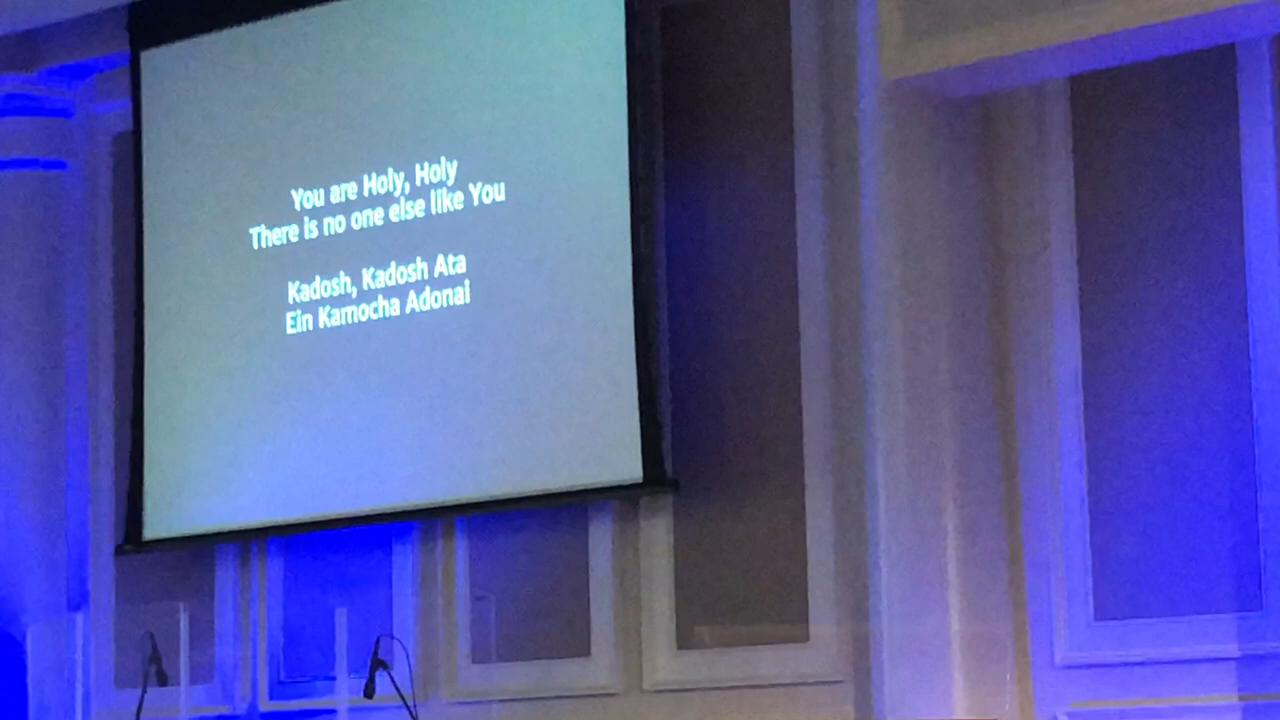 You are Holy, Holy
There is no one else like You
Kadosh, Kadosh Ata
Ein Kamocha Adonai